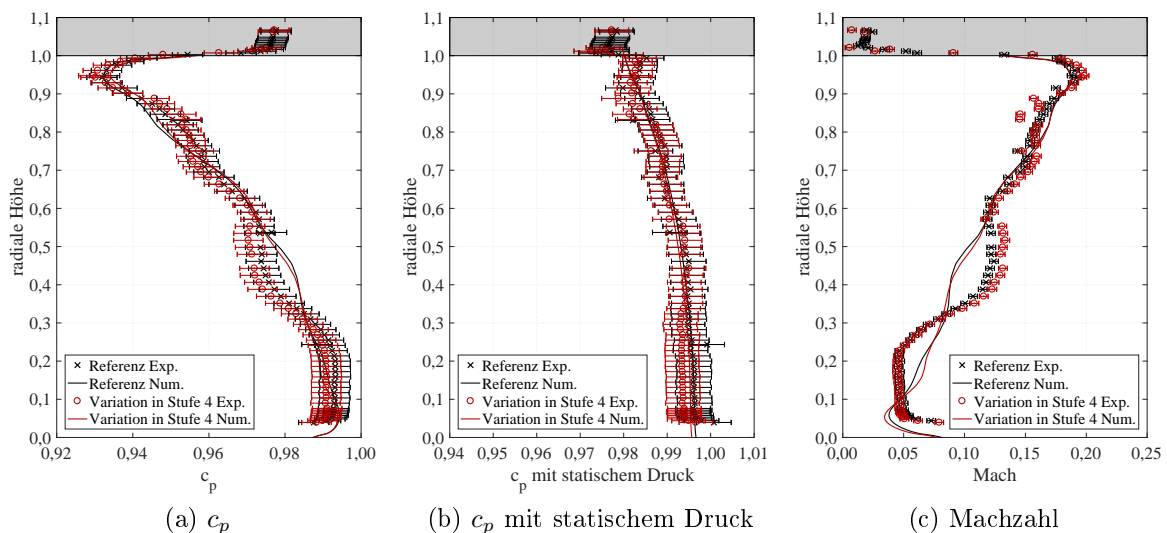 1,1
1,0
0,9
0,8
0,7
0,6
0,5
0,4
0,3
0,2
0,1
0,0
radiale Höhe
Referenz Exp.
Referenz Num.
Variation in Stufe 4 Exp.
Variation in Stufe 4 Num.
0,92 0,94 0,96 0,98 1,00
c_p
(a) c_p
1,1
1,0
0,9
0,8
0,7
0,6
0,5
0,4
0,3
0,2
0,1
0,0
radiale Höhe
Referenz Exp.
Referenz Num.
Variation in Stufe 4 Exp.
Variation in Stufe 4 Num.
0,94 0,95 0,96 0,97 0,98 0,99 1,00 1,01
c_p mit statischem Druck
(b) c_p mit statischem Druck
1,1
1,0
0,9
0,8
0,7
0,6
0,5
0,4
0,3
0,2
0,1
0,0
radiale Höhe
Referenz Exp.
Referenz Num.
Variation in Stufe 4 Exp.
Variation in Stufe 4 Num.
0,00 0,05 0,10 0,15 0,20 0,25
Mach
(c) Machzahl